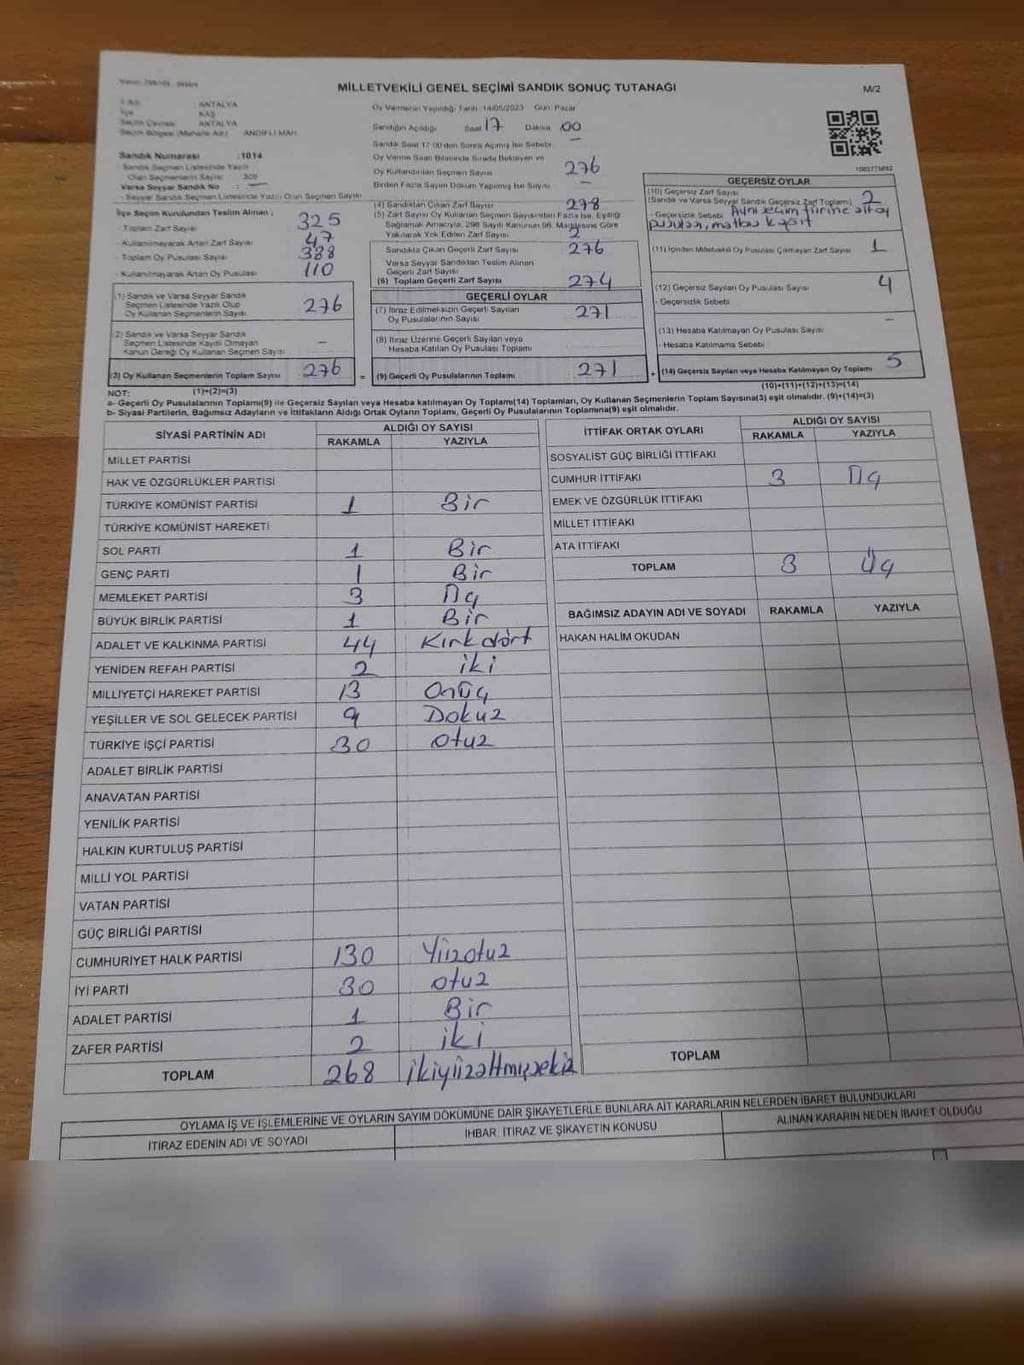 MİLLETVEKİLİ GENEL SEÇİMİ SANDIK SONUÇ TUTANAĞI
M/2
ANTALYA
KAŞ
ANTALYA
ANDİFLİ MAH
Oy Vermenin Yapıldığı Tarih: 14/05/2023 Gün: Pazar
Sandığın Açıldığı Saat 17 Dakika 00
Sandık Saat 17:00'den Sonra Açılmış İse Sebebi —
Oy Verme Saati Bitiminde Sırada Bekleyen ve
Oy Kullandırılan Seçmen Sayısı 276
Birden Fazla Sayım Döküm Yapılmış İse Sayısı —
Sandık Numarası :1014
Sandık Seçmen Listesinde Yazılı
Olan Seçmenlerin Sayısı
Varsa Seyyar Sandık No : —
Seyyar Sandık Seçmen Listesinde Yazılı Olan Seçmen Sayısı
İlçe Seçim Kurulundan Teslim Alınan ;
- Toplam Zarf Sayısı 325
- Kullanılmayarak Artan Zarf Sayısı 47
- Toplam Oy Pusulası Sayısı
- Kullanılmayarak Artan Oy Pusulası 110
(1) Sandık ve Varsa Seyyar Sandık
Seçmen Listesinde Yazılı Olup
Oy Kullanan Seçmenlerin Sayısı 276
(2) Sandık ve Varsa Seyyar Sandık
Seçmen Listesinde Kayıtlı Olmayan
Kanun Gereği Oy Kullanan Seçmen Sayısı —
(3) Oy Kullanan Seçmenlerin Toplam Sayısı 276
(4) Sandıktan Çıkan Zarf Sayısı 278
(5) Zarf Sayısı Oy Kullanan Seçmen Sayısından Fazla İse, Eşitliği
Sağlamak Amacıyla, 298 Sayılı Kanunun 98. Maddesine Göre
Yakılarak Yok Edilen Zarf Sayısı 2
Sandıkta Çıkan Geçerli Zarf Sayısı 276
Varsa Seyyar Sandıktan Teslim Alınan
Geçerli Zarf Sayısı
(6) Toplam Geçerli Zarf Sayısı 274
GEÇERLİ OYLAR
(7) İtiraz Edilmeksizin Geçerli Sayılan
Oy Pusulalarının Sayısı 271
(8) İtiraz Üzerine Geçerli Sayılan veya
Hesaba Katılan Oy Pusulası Toplamı
= (9) Geçerli Oy Pusulalarının Toplamı 271
GEÇERSİZ OYLAR
(10) Geçersiz Zarf Sayısı
(Sandık ve Varsa Seyyar Sandık Geçersiz Zarf Toplamı) 2
- Geçersizlik Sebebi Aynı seçim türüne ait oy
pusulası, matbu kağıt
(11) İçinden Milletvekili Oy Pusulası Çıkmayan Zarf Sayısı 1
(12) Geçersiz Sayılan Oy Pusulası Sayısı 4
- Geçersizlik Sebebi
(13) Hesaba Katılmayan Oy Pusulası Sayısı —
- Hesaba Katılmama Sebebi
+ (14) Geçersiz Sayılan veya Hesaba Katılmayan Oy Toplamı 5
NOT: (1)+(2)=(3)
(10)+(11)+(12)+(13)=(14)
a- Geçerli Oy Pusulalarının Toplamı(9) ile Geçersiz Sayılan veya Hesaba katılmayan Oy Toplamı(14) Toplamları, Oy Kullanan Seçmenlerin Toplam Sayısına(3) eşit olmalıdır. (9)+(14)=(3)
b- Siyasi Partilerin, Bağımsız Adayların ve İttifakların Aldığı Ortak Oyların Toplamı, Geçerli Oy Pusulalarının Toplamına(9) eşit olmalıdır.
SİYASİ PARTİNİN ADI
ALDIĞI OY SAYISI
RAKAMLA YAZIYLA
MİLLET PARTİSİ
HAK VE ÖZGÜRLÜKLER PARTİSİ
TÜRKİYE KOMÜNİST PARTİSİ 1 Bir
TÜRKİYE KOMÜNİST HAREKETİ
SOL PARTİ 1 Bir
GENÇ PARTİ 1 Bir
MEMLEKET PARTİSİ 3 Üç
BÜYÜK BİRLİK PARTİSİ 1 Bir
ADALET VE KALKINMA PARTİSİ 44 Kırkdört
YENİDEN REFAH PARTİSİ 2 iki
MİLLİYETÇİ HAREKET PARTİSİ 13 Onüç
YEŞİLLER VE SOL GELECEK PARTİSİ 9 Dokuz
TÜRKİYE İŞÇİ PARTİSİ 30 otuz
ADALET BİRLİK PARTİSİ
ANAVATAN PARTİSİ
YENİLİK PARTİSİ
HALKIN KURTULUŞ PARTİSİ
MİLLİ YOL PARTİSİ
VATAN PARTİSİ
GÜÇ BİRLİĞİ PARTİSİ
CUMHURİYET HALK PARTİSİ 130 Yüzotuz
İYİ PARTİ 30 otuz
ADALET PARTİSİ 1 Bir
ZAFER PARTİSİ 2 iki
TOPLAM 268 ikiyüzaltmışsekiz
İTTİFAK ORTAK OYLARI
ALDIĞI OY SAYISI
RAKAMLA YAZIYLA
SOSYALİST GÜÇ BİRLİĞİ İTTİFAKI
CUMHUR İTTİFAKI 3 Üç
EMEK VE ÖZGÜRLÜK İTTİFAKI
MİLLET İTTİFAKI
ATA İTTİFAKI
TOPLAM 3 Üç
BAĞIMSIZ ADAYIN ADI VE SOYADI RAKAMLA YAZIYLA
HAKAN HALİM OKUDAN
TOPLAM
OYLAMA İŞ VE İŞLEMLERİNE VE OYLARIN SAYIM DÖKÜMÜNE DAİR ŞİKAYETLERLE BUNLARA AİT KARARLARIN NELERDEN İBARET BULUNDUKLARI
İTİRAZ EDENİN ADI VE SOYADI
İHBAR, İTİRAZ VE ŞİKAYETİN KONUSU
ALINAN KARARIN NEDEN İBARET OLDUĞU